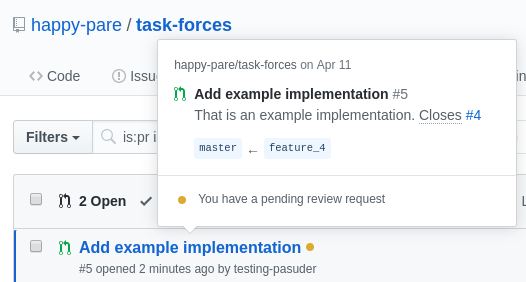 happy-pare / task-forces
happy-pare/task-forces on Apr 11
Code
Issu
Add example implementation #5
That is an example implementation. Closes #4
Filters
is:pr i
master ← feature_4
2 Open
You have a pending review request
Add example implementation
#5 opened 2 minutes ago by testing-pasuder